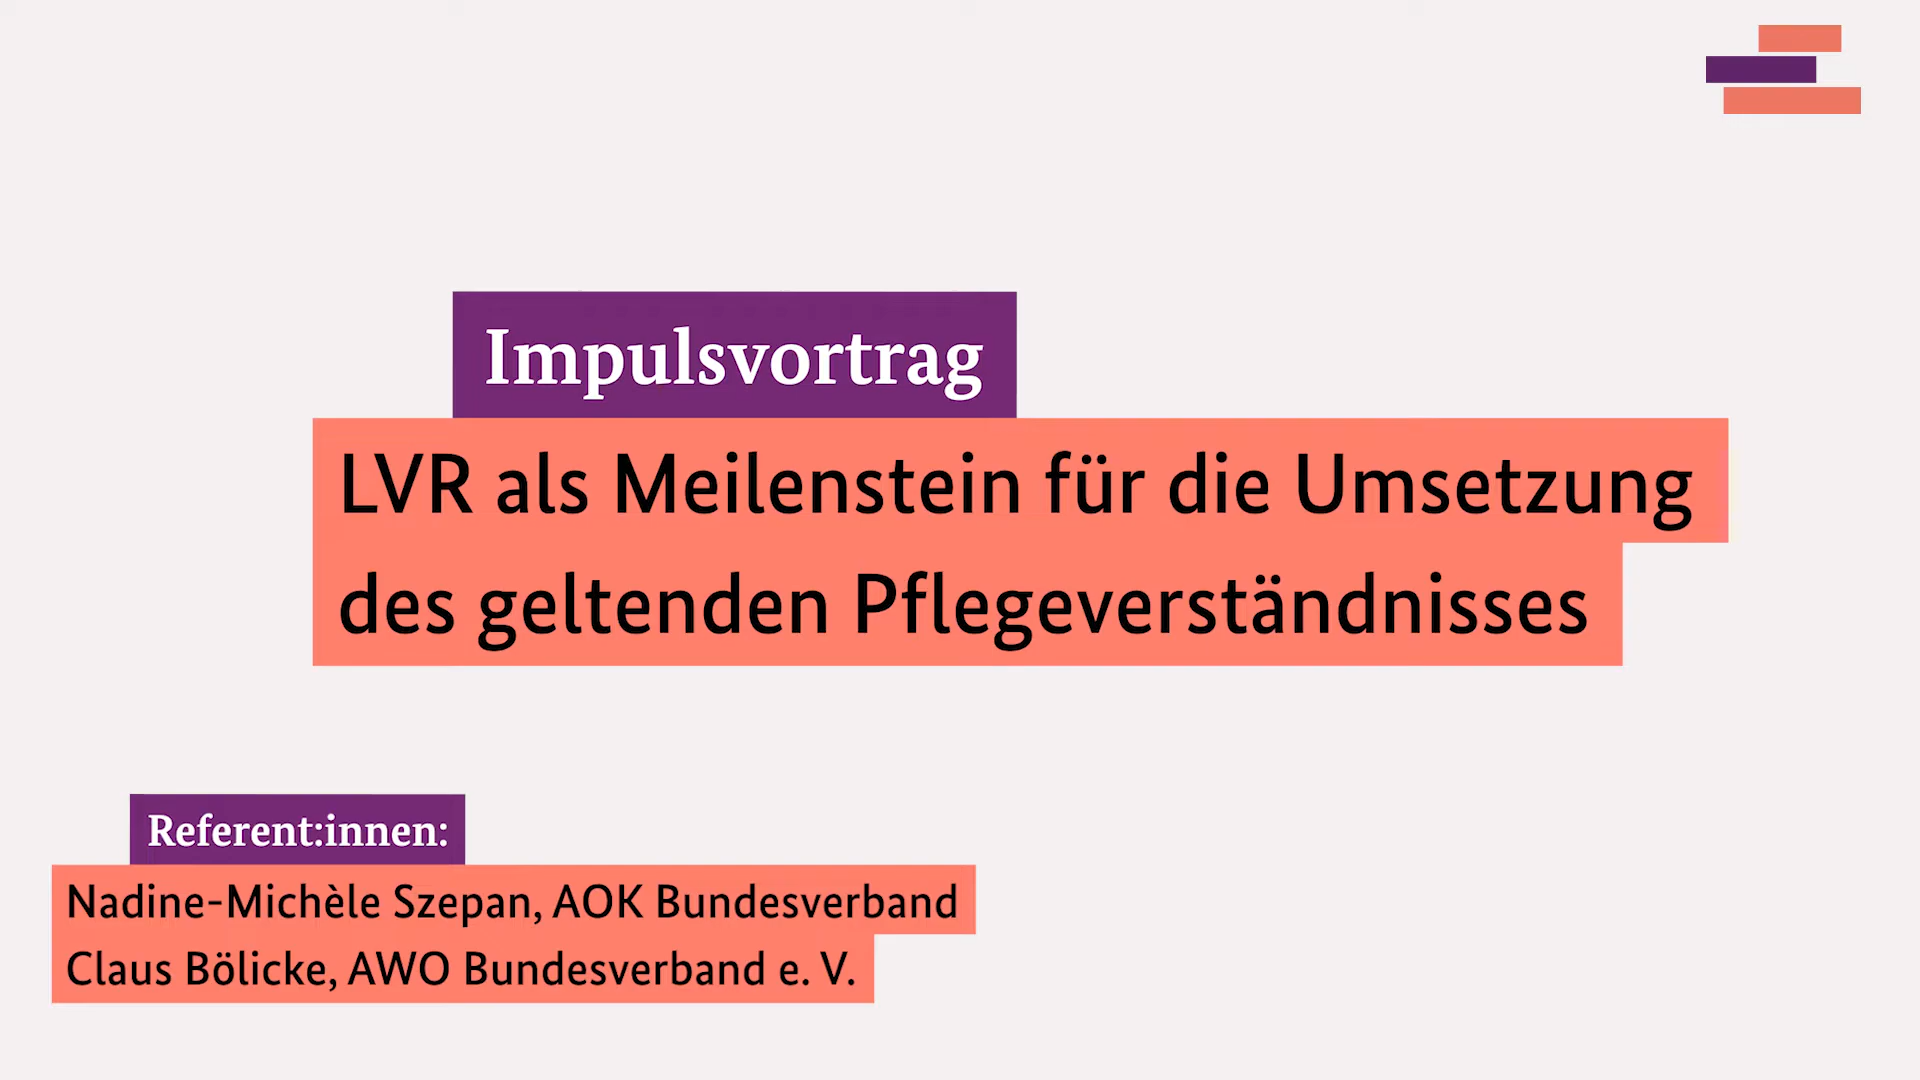 Impulsvortrag
LVR als Meilenstein für die Umsetzung
des geltenden Pflegeverständnisses
Referent:innen:
Nadine-Michèle Szepan, AOK Bundesverband
Claus Bölicke, AWO Bundesverband e. V.